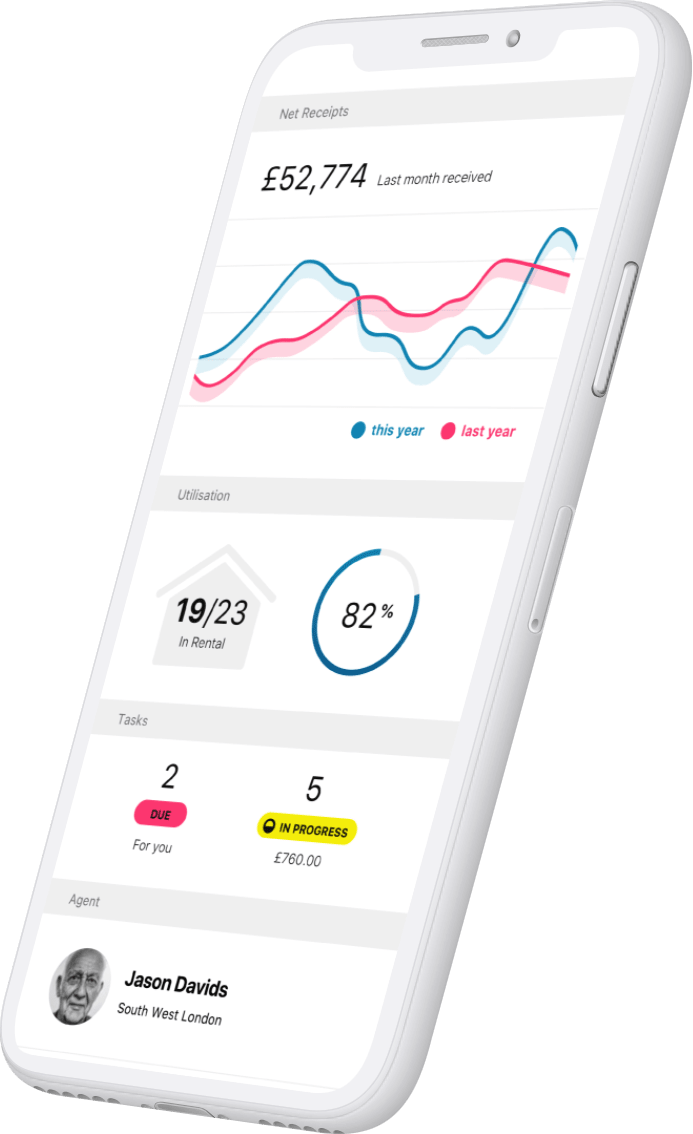 Net Receipts
£52,774 Last month received
this year last year
Utilisation
19/23
In Rental
82%
Tasks
2
DUE
For you
5
IN PROGRESS
£760.00
Agent
Jason Davids
South West London